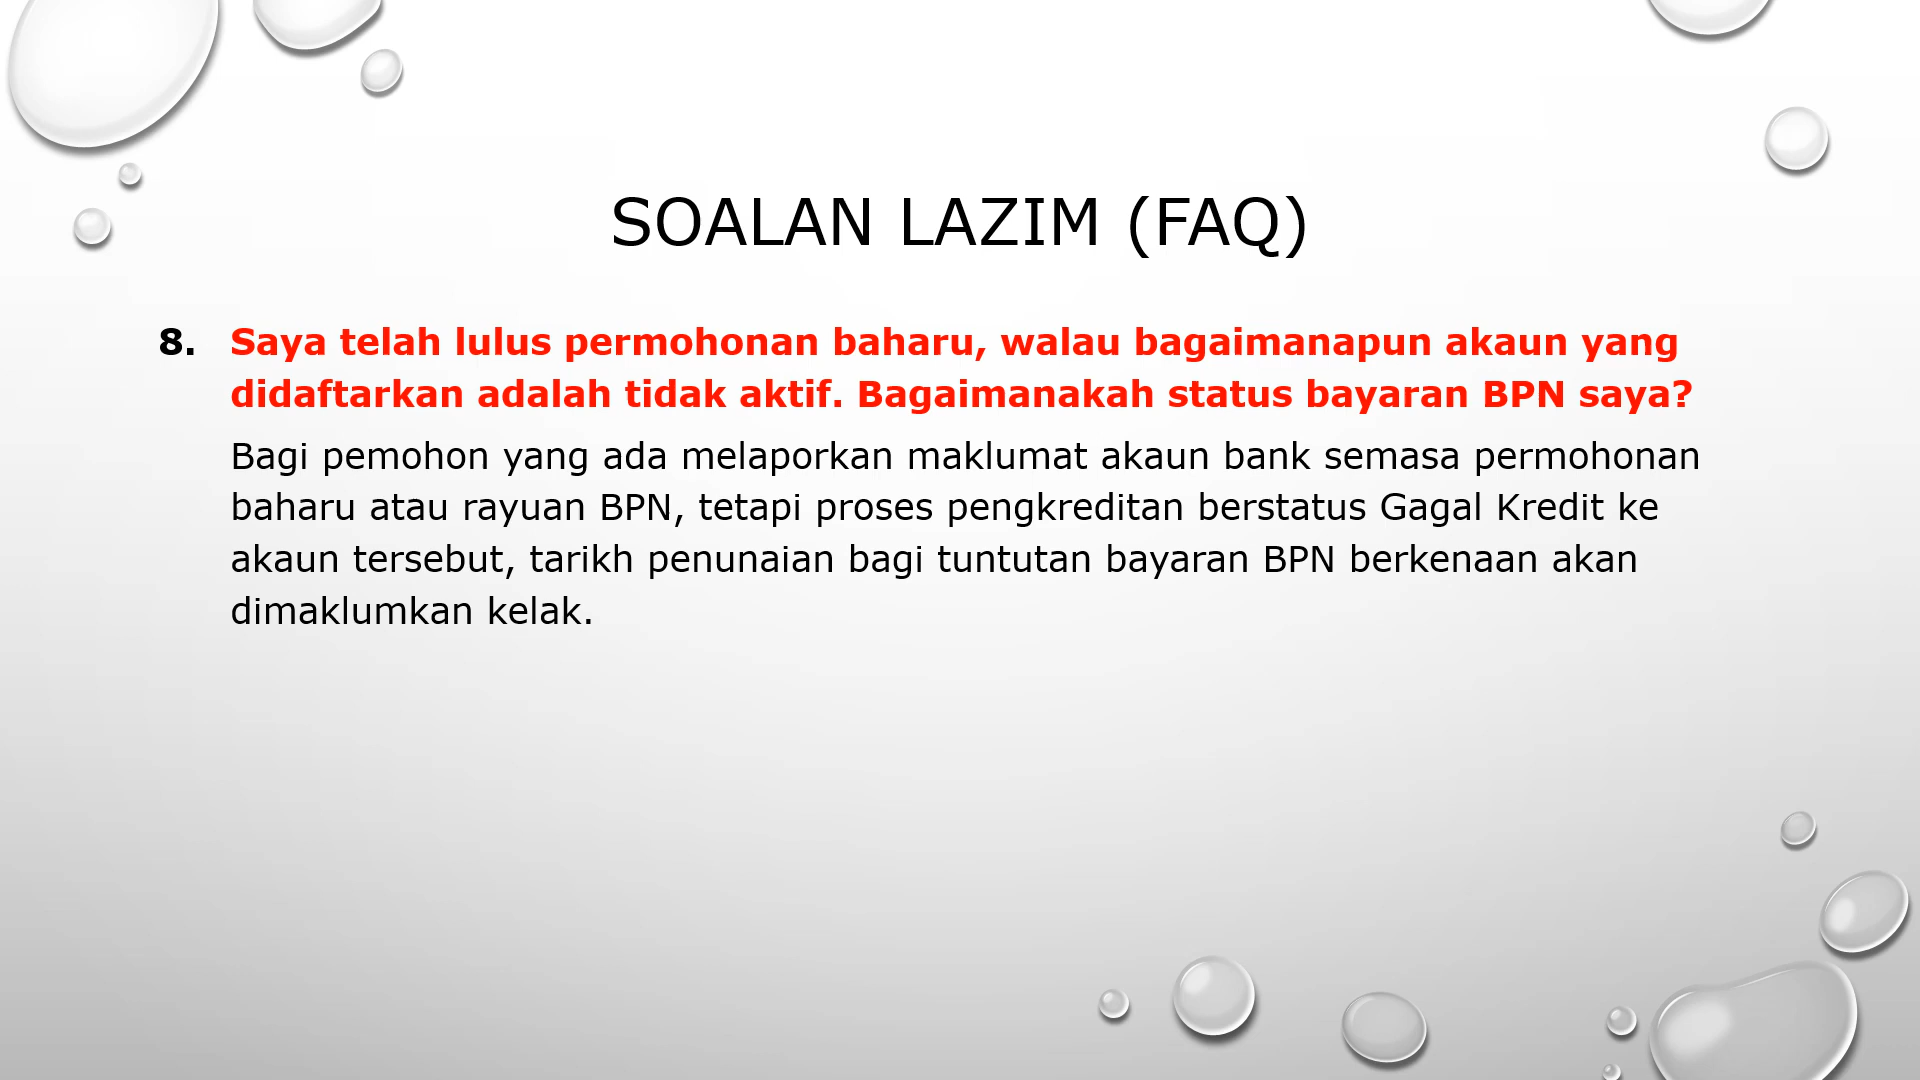 SOALAN LAZIM (FAQ)
8. Saya telah lulus permohonan baharu, walau bagaimanapun akaun yang
didaftarkan adalah tidak aktif. Bagaimanakah status bayaran BPN saya?
Bagi pemohon yang ada melaporkan maklumat akaun bank semasa permohonan
baharu atau rayuan BPN, tetapi proses pengkreditan berstatus Gagal Kredit ke
akaun tersebut, tarikh penunaian bagi tuntutan bayaran BPN berkenaan akan
dimaklumkan kelak.